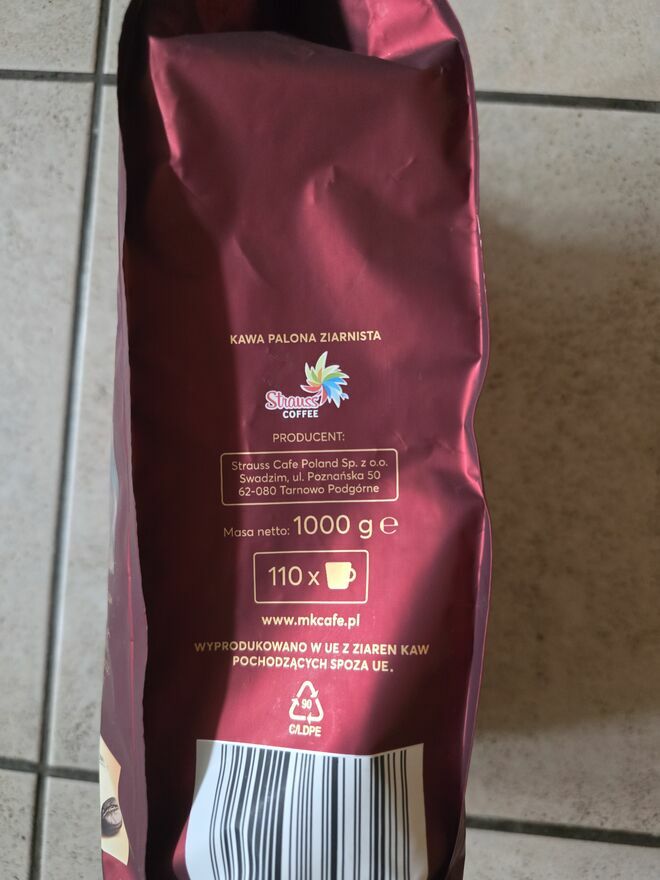 KAWA PALONA ZIARNISTA
Strauss
COFFEE
PRODUCENT:
Strauss Cafe Poland Sp. z o.o.
Swadzim, ul. Poznańska 50
62-080 Tarnowo Podgórne
Masa netto: 1000 g ℮
110 x
www.mkcafe.pl
WYPRODUKOWANO W UE Z ZIAREN KAW
POCHODZĄCYCH SPOZA UE.
90
C/LDPE